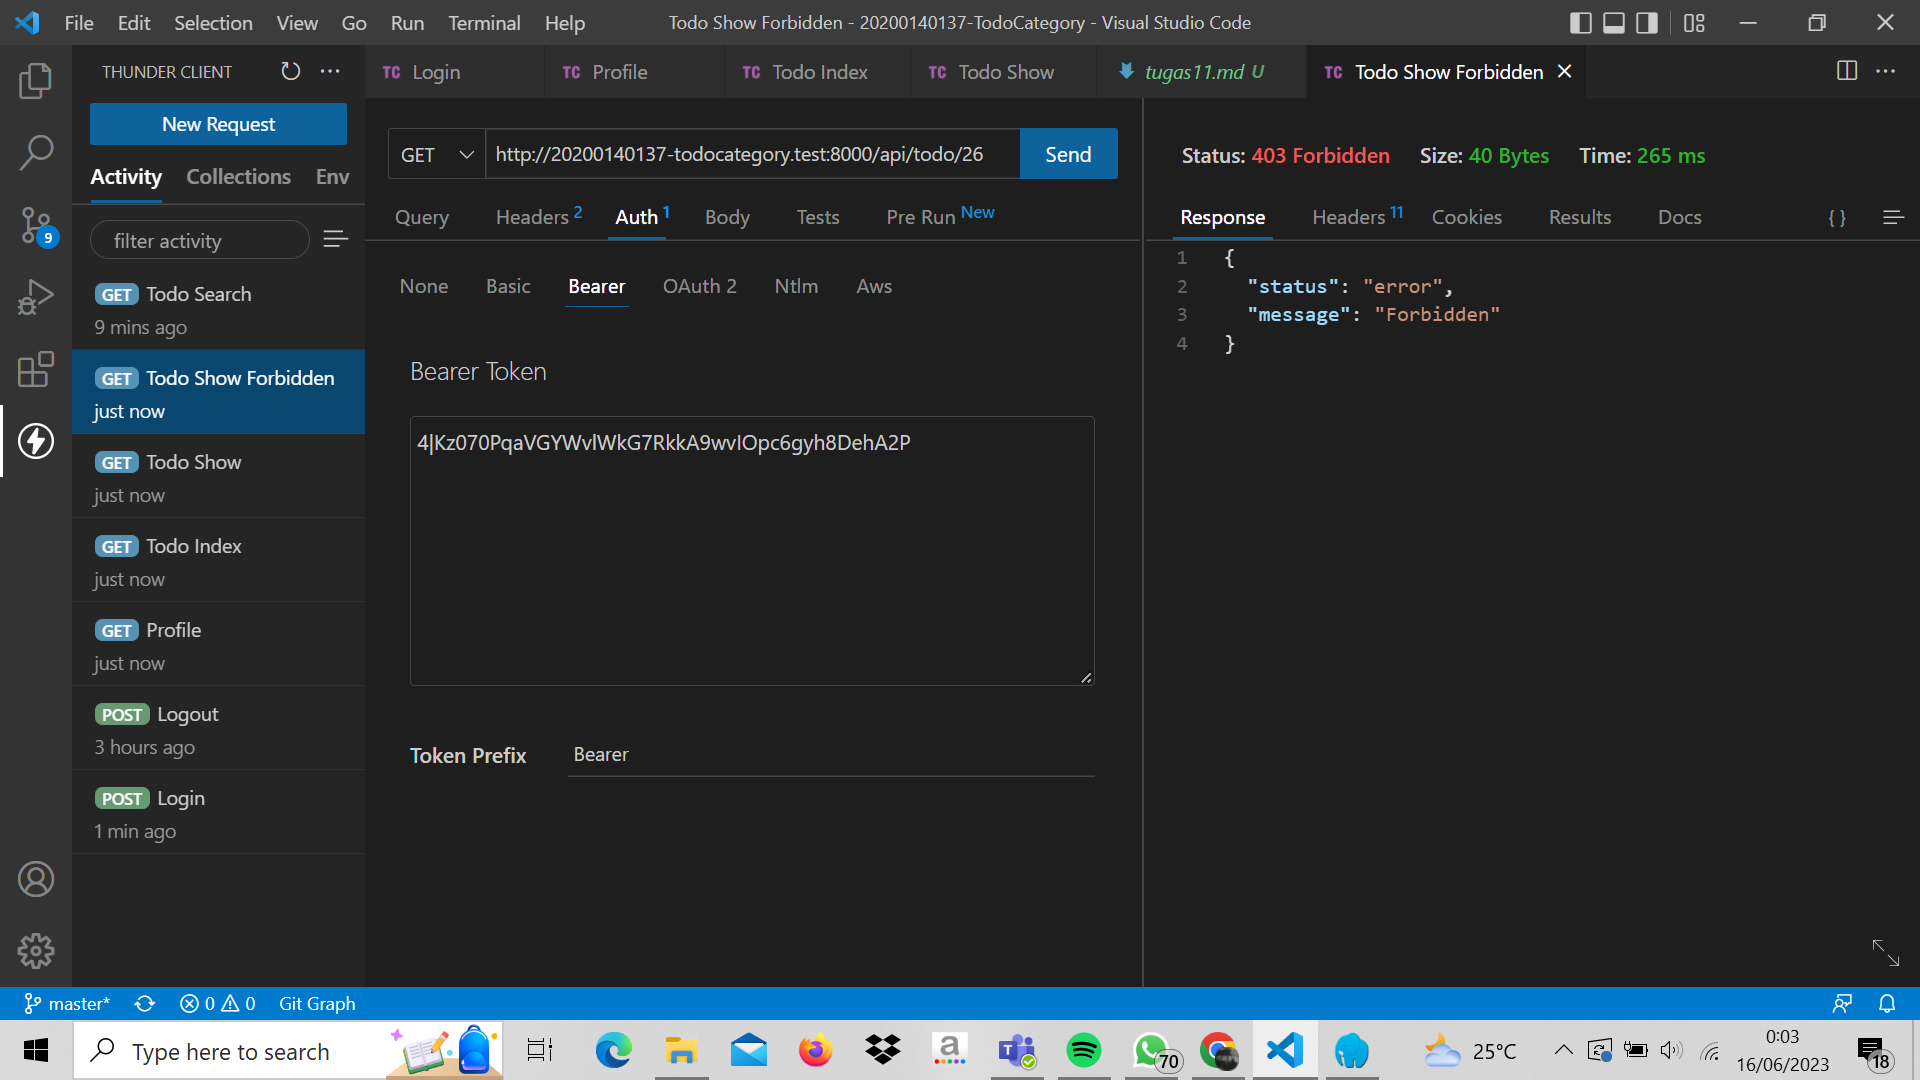 File Edit Selection View Go Run Terminal Help
Todo Show Forbidden - 20200140137-TodoCategory - Visual Studio Code
THUNDER CLIENT
TC Login
TC Profile
TC Todo Index
TC Todo Show
tugas11.md U
TC Todo Show Forbidden
New Request
Activity Collections Env
filter activity
GET Todo Search
9 mins ago
GET Todo Show Forbidden
just now
GET Todo Show
just now
GET Todo Index
just now
GET Profile
just now
POST Logout
3 hours ago
POST Login
1 min ago
9
GET
http://20200140137-todocategory.test:8000/api/todo/26
Send
Query Headers 2 Auth 1 Body Tests Pre Run New
None Basic Bearer OAuth 2 Ntlm Aws
Bearer Token
4|Kz070PqaVGYWvlWkG7RkkA9wvIOpc6gyh8DehA2P
Token Prefix Bearer
Status: 403 Forbidden Size: 40 Bytes Time: 265 ms
Response Headers 11 Cookies Results Docs { }
1 {
2 "status": "error",
3 "message": "Forbidden"
4 }
master* 0 0 Git Graph
Type here to search
70
25°C
0:03
16/06/2023
18